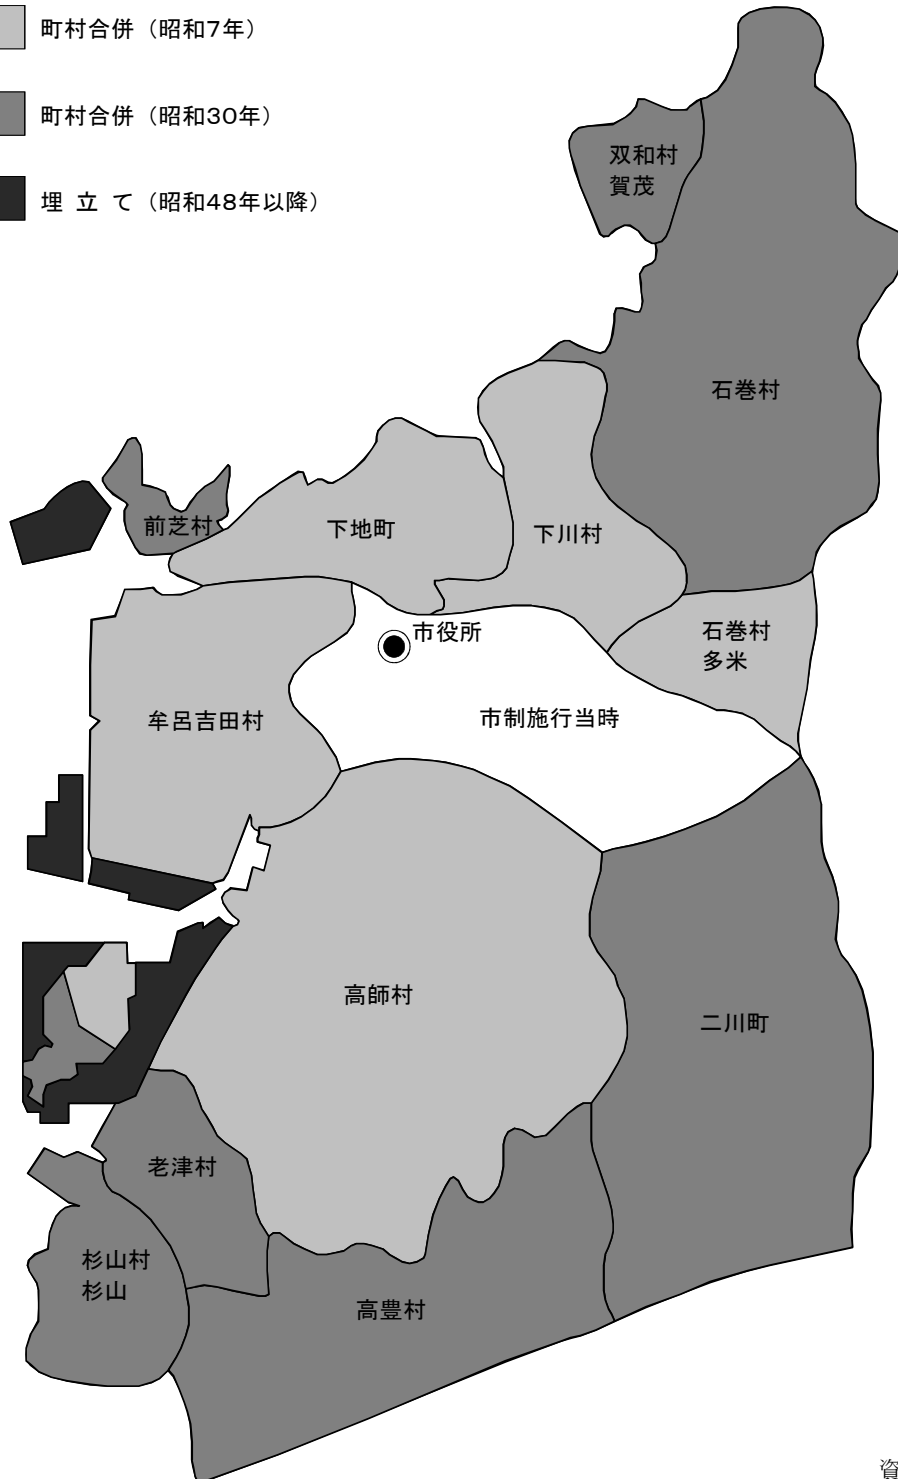 町村合併（昭和7年）
町村合併（昭和30年）
埋立て（昭和48年以降）
双和村
賀茂
石巻村
前芝村
下地町
下川村
市役所
石巻村
多米
牟呂吉田村
市制施行当時
高師村
二川町
老津村
杉山村
杉山
高豊村
資